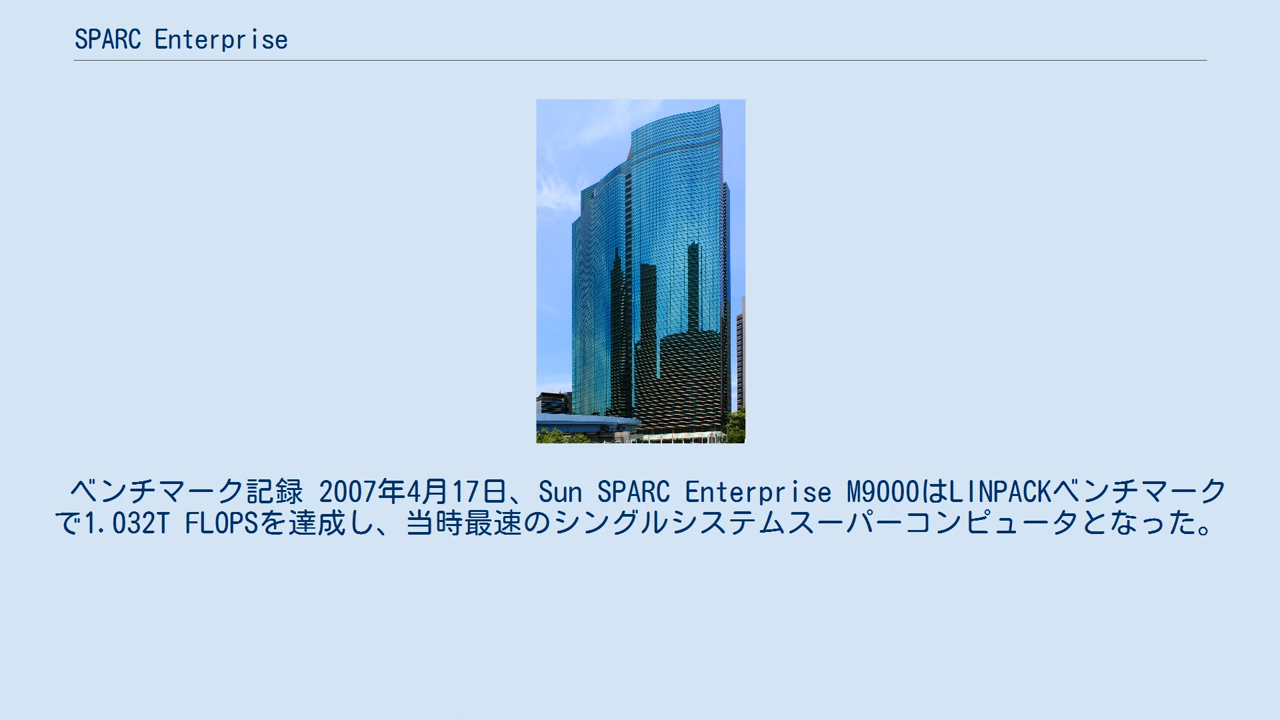 SPARC Enterprise
ベンチマーク記録 2007年4月17日、Sun SPARC Enterprise M9000はLINPACKベンチマーク
で1.032T FLOPSを達成し、当時最速のシングルシステムスーパーコンピュータとなった。